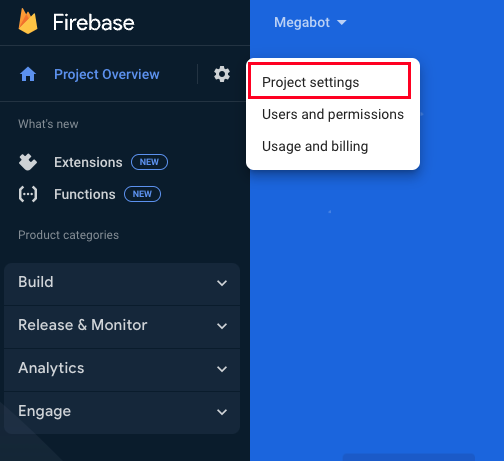 Firebase
Megabot
Project Overview
Project settings
Users and permissions
Usage and billing
What's new
Extensions NEW
Functions NEW
Product categories
Build
Release & Monitor
Analytics
Engage